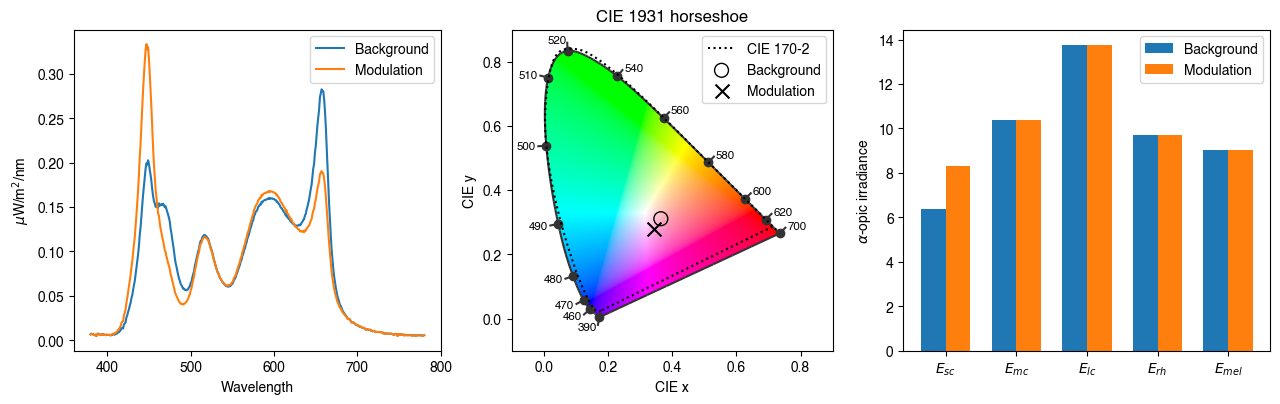 Background
Modulation
0.30
0.25
0.20
0.15
0.10
0.05
0.00
μW/m²/nm
400
500
600
700
800
Wavelength
CIE 1931 horseshoe
CIE 170-2
Background
Modulation
520
510
540
560
500
580
600
620
700
490
480
470
460
390
0.8
0.6
0.4
0.2
0.0
CIE y
0.0
0.2
0.4
0.6
0.8
CIE x
Background
Modulation
14
12
10
8
6
4
2
0
α-opic irradiance
E_sc
E_mc
E_lc
E_rh
E_mel